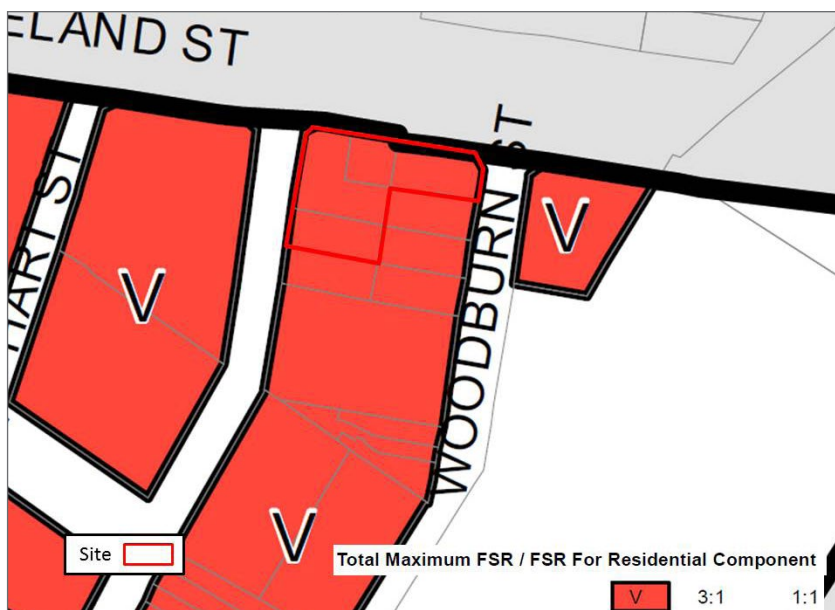 ELAND ST
WOODBURN ST
HART ST
V
V
V
Site
Total Maximum FSR / FSR For Residential Component
V 3:1 1:1